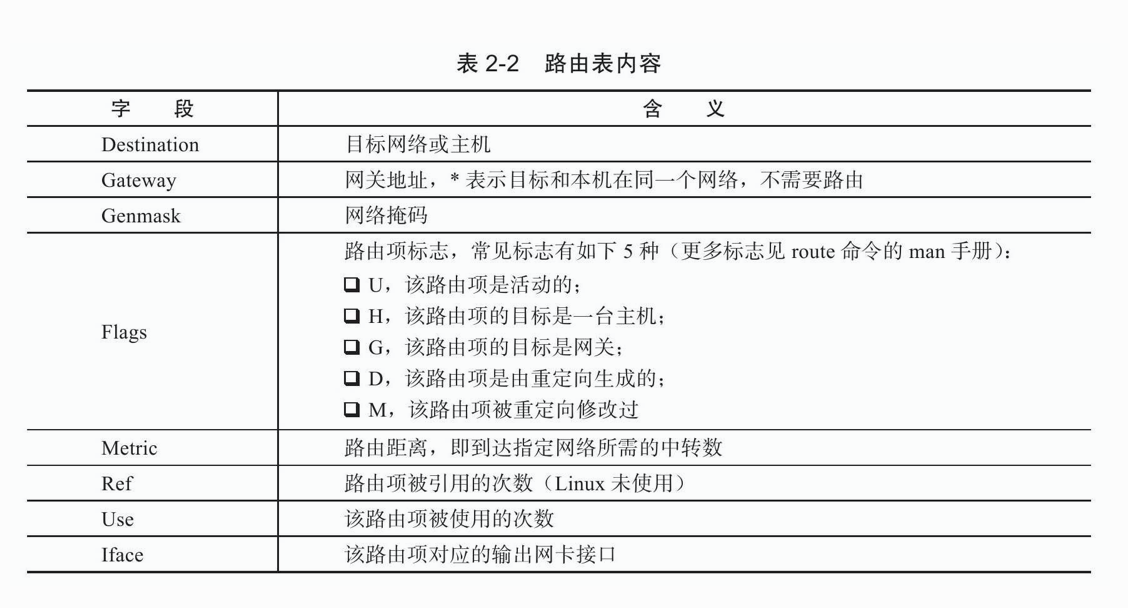 表 2-2 路由表内容
字 段 含 义
Destination 目标网络或主机
Gateway 网关地址，* 表示目标和本机在同一个网络，不需要路由
Genmask 网络掩码
Flags
路由项标志，常见标志有如下 5 种（更多标志见 route 命令的 man 手册）：
❑ U，该路由项是活动的；
❑ H，该路由项的目标是一台主机；
❑ G，该路由项的目标是网关；
❑ D，该路由项是由重定向生成的；
❑ M，该路由项被重定向修改过
Metric 路由距离，即到达指定网络所需的中转数
Ref 路由项被引用的次数（Linux 未使用）
Use 该路由项被使用的次数
Iface 该路由项对应的输出网卡接口